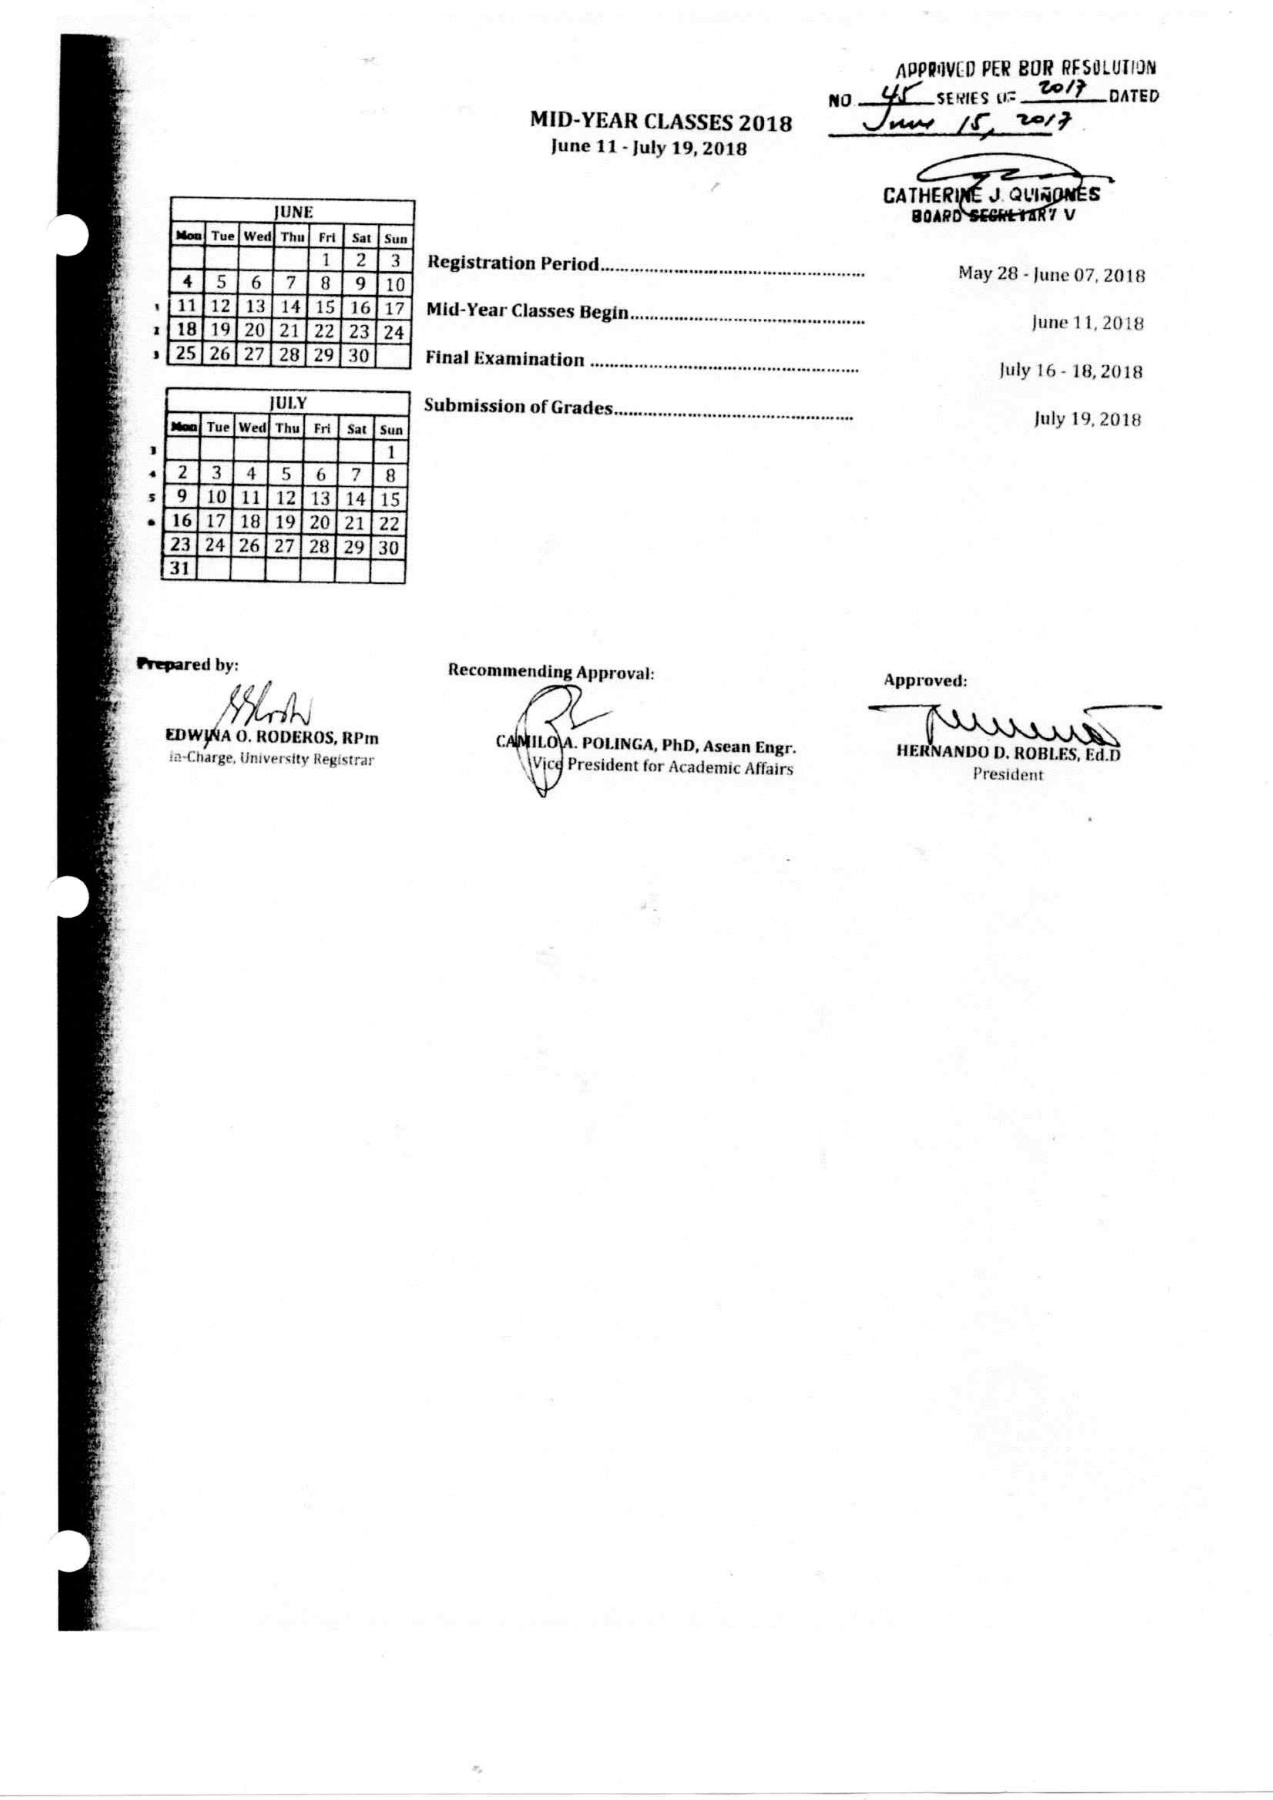 APPROVED PER BOR RESOLUTION
NO. 45 SERIES OF 2017 DATED
June 15, 2017
MID-YEAR CLASSES 2018
June 11 - July 19, 2018
CATHERINE J. QUIÑONES
BOARD SECRETARY V
JUNE
Mon Tue Wed Thu Fri Sat Sun
1 2 3
4 5 6 7 8 9 10
1 11 12 13 14 15 16 17
2 18 19 20 21 22 23 24
3 25 26 27 28 29 30
Registration Period.................................................. May 28 - June 07, 2018
Mid-Year Classes Begin............................................ June 11, 2018
Final Examination .................................................. July 16 - 18, 2018
Submission of Grades............................................. July 19, 2018
JULY
Mon Tue Wed Thu Fri Sat Sun
3 1
4 2 3 4 5 6 7 8
5 9 10 11 12 13 14 15
16 17 18 19 20 21 22
23 24 26 27 28 29 30
31
Prepared by:
EDWINA O. RODEROS, RPm
in-Charge, University Registrar
Recommending Approval:
CAMILO A. POLINGA, PhD, Asean Engr.
Vice President for Academic Affairs
Approved:
HERNANDO D. ROBLES, Ed.D
President